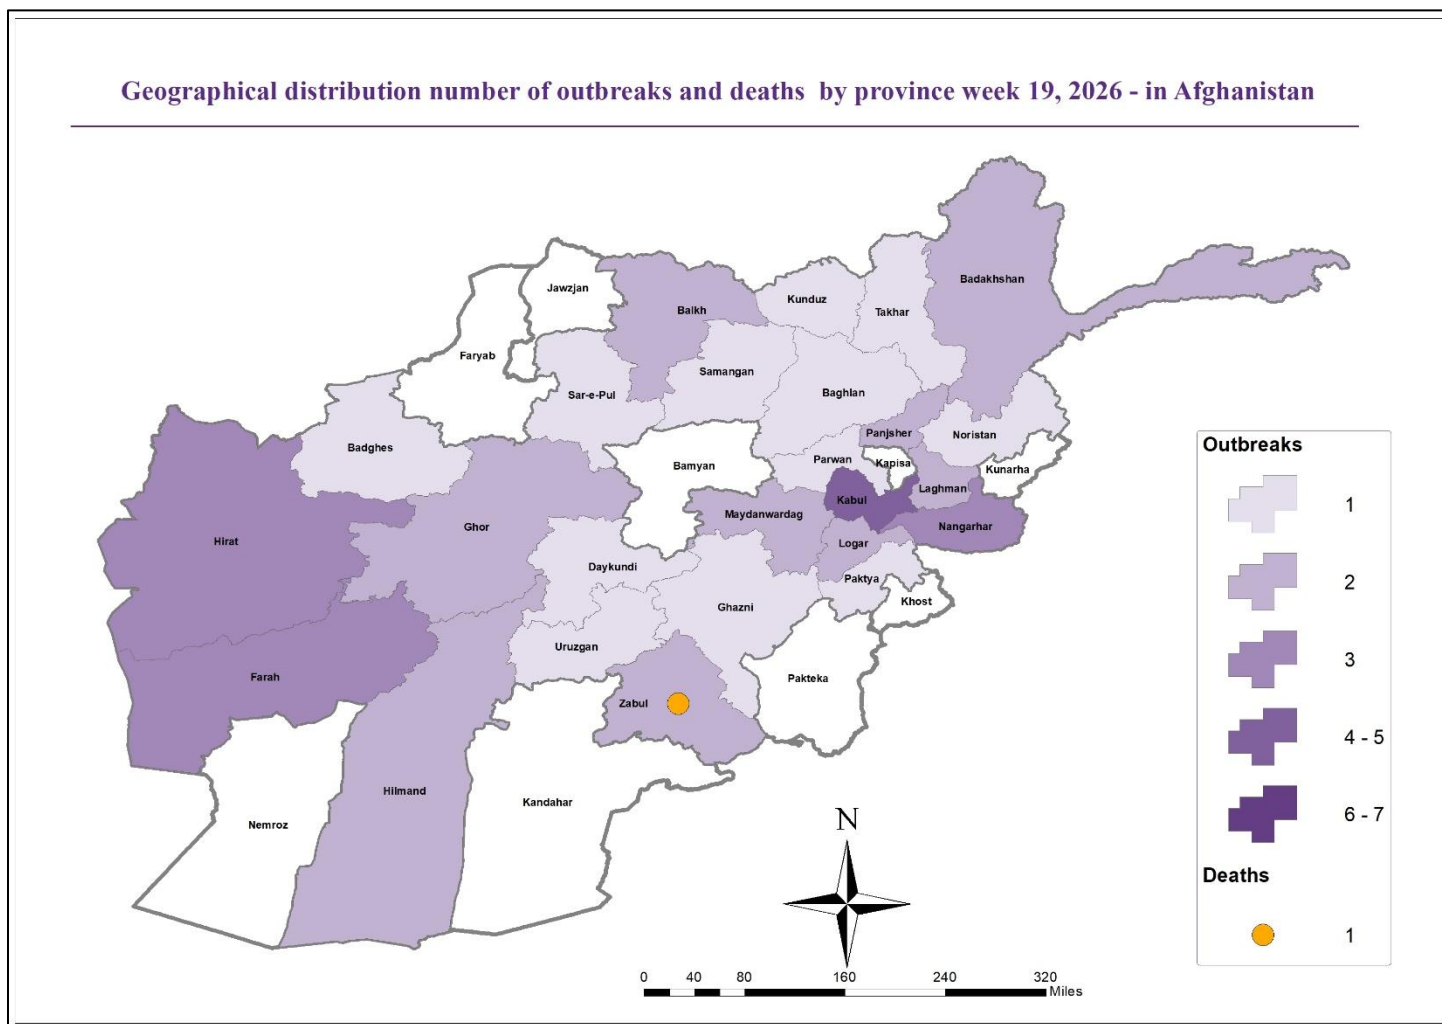 Geographical distribution number of outbreaks and deaths by province week 19, 2026 - in Afghanistan
Badakhshan
Jawzjan
Balkh
Kunduz
Takhar
Faryab
Samangan
Sar-e-Pul
Baghlan
Panjsher
Noristan
Badghes
Parwan
Kapisa
Kunarha
Bamyan
Laghman
Kabul
Maydanwardag
Nangarhar
Ghor
Hirat
Logar
Daykundi
Paktya
Khost
Ghazni
Uruzgan
Farah
Pakteka
Zabul
Hilmand
Kandahar
Nemroz
Outbreaks
1
2
3
4 - 5
6 - 7
Deaths
1
N
0 40 80 160 240 320
Miles